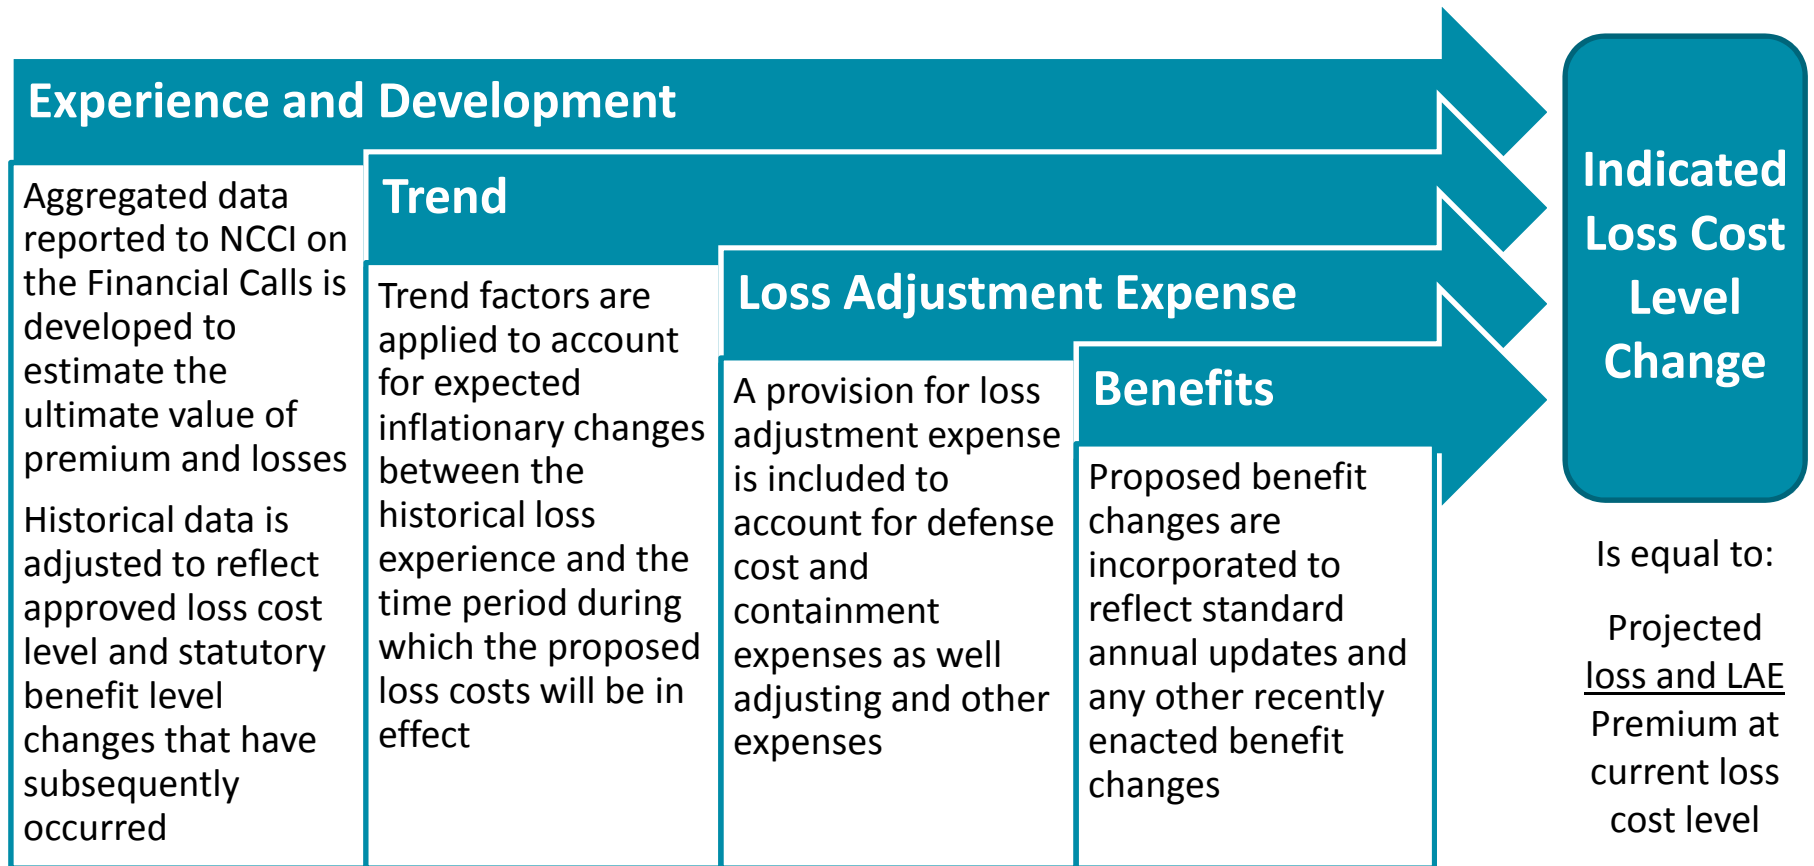 Experience and Development
Aggregated data
reported to NCCI on
the Financial Calls is
developed to
estimate the
ultimate value of
premium and losses
Historical data is
adjusted to reflect
approved loss cost
level and statutory
benefit level
changes that have
subsequently
occurred
Trend
Trend factors are
applied to account
for expected
inflationary changes
between the
historical loss
experience and the
time period during
which the proposed
loss costs will be in
effect
Loss Adjustment Expense
A provision for loss
adjustment expense
is included to
account for defense
cost and
containment
expenses as well
adjusting and other
expenses
Benefits
Proposed benefit
changes are
incorporated to
reflect standard
annual updates and
any other recently
enacted benefit
changes
Indicated
Loss Cost
Level
Change
Is equal to:
Projected
loss and LAE
Premium at
current loss
cost level